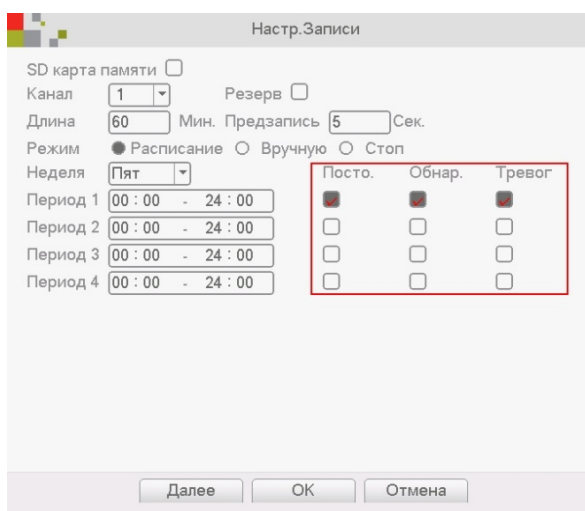 Настр.Записи
SD карта памяти
Канал 1 Резерв
Длина 60 Мин. Предзапись 5 Сек.
Режим Расписание Вручную Стоп
Неделя Пят Посто. Обнар. Тревог
Период 1 00 : 00 - 24 : 00
Период 2 00 : 00 - 24 : 00
Период 3 00 : 00 - 24 : 00
Период 4 00 : 00 - 24 : 00
Далее OK Отмена